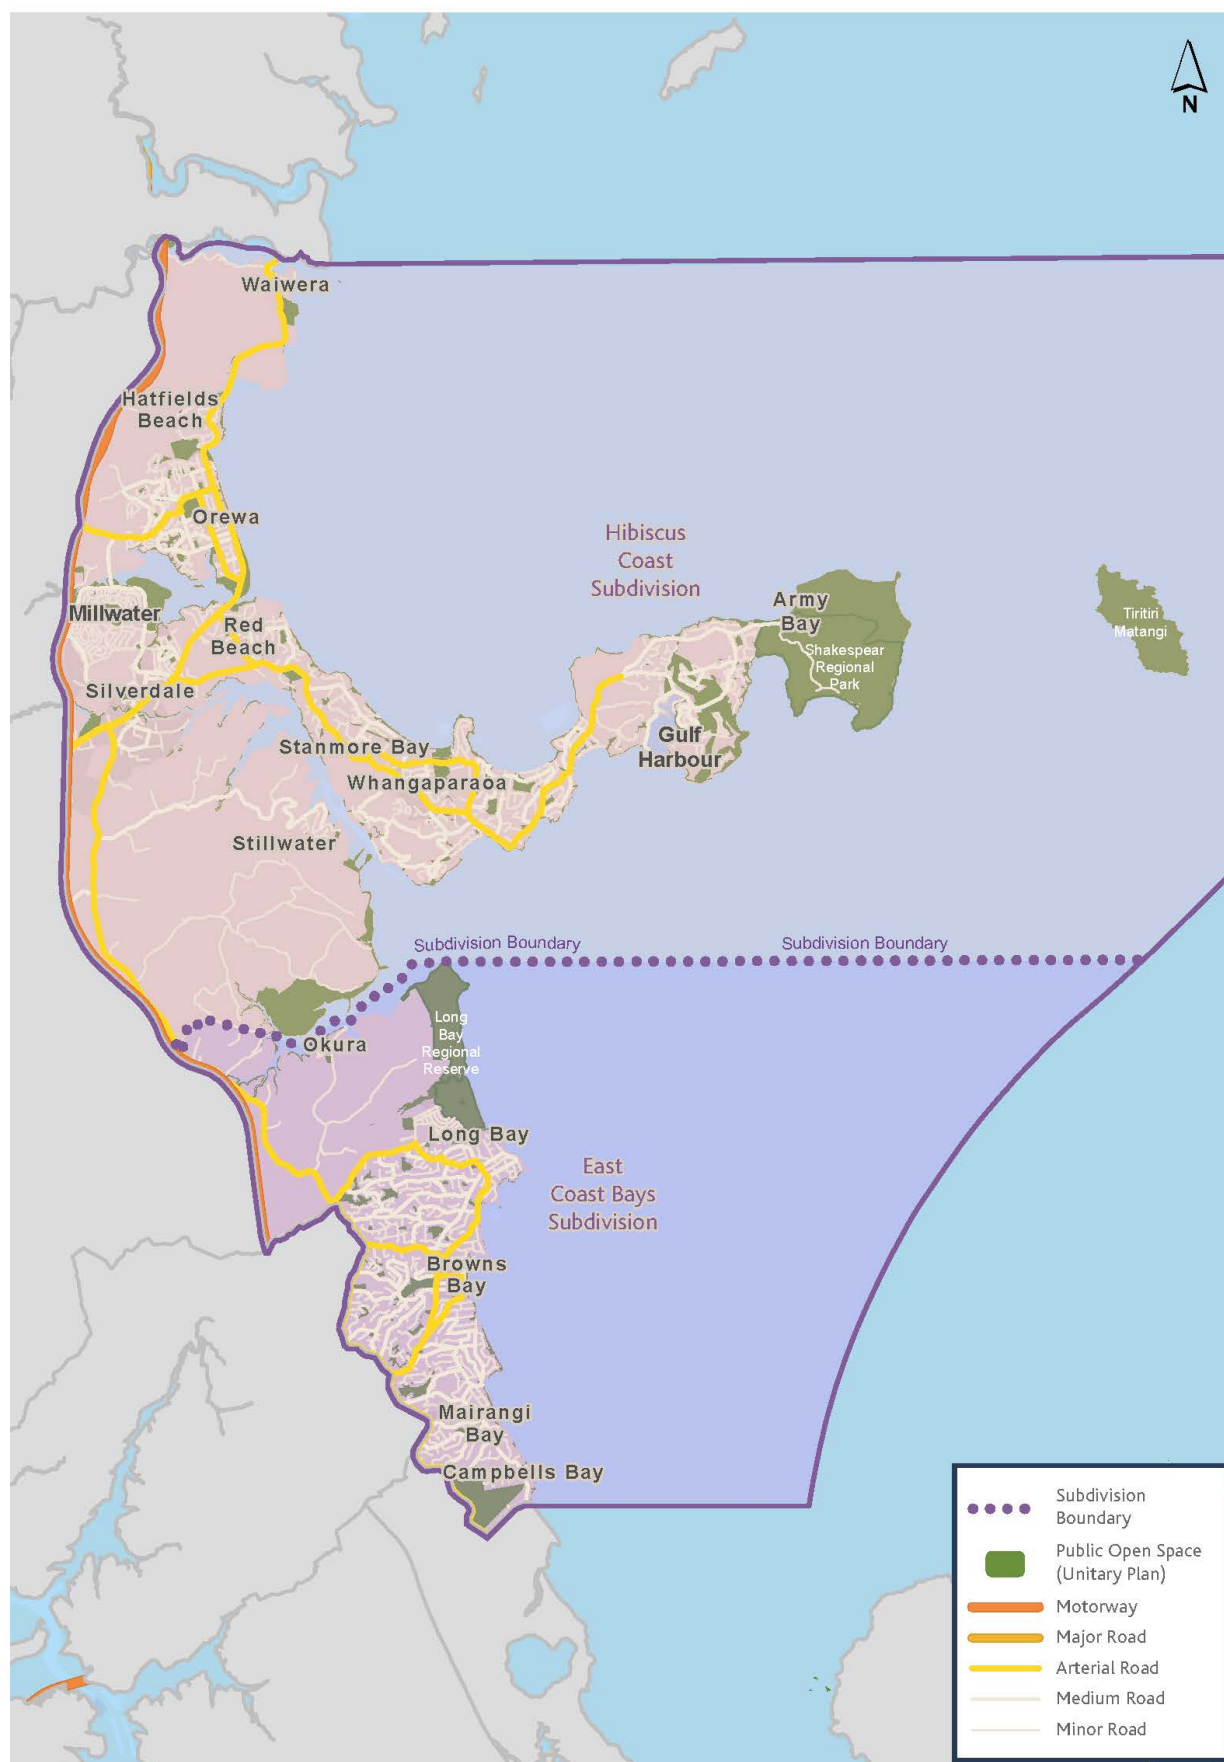 N
Waiwera
Hatfields
Beach
Orewa
Hibiscus
Coast
Subdivision
Millwater
Red
Beach
Army
Bay
Shakespear
Regional
Park
Tiritiri
Matangi
Silverdale
Stanmore Bay
Whangaparaoa
Gulf
Harbour
Stillwater
Subdivision Boundary
Subdivision Boundary
Okura
Long
Bay
Regional
Reserve
Long Bay
East
Coast Bays
Subdivision
Browns
Bay
Mairangi
Bay
Campbells Bay
Subdivision
Boundary
Public Open Space
(Unitary Plan)
Motorway
Major Road
Arterial Road
Medium Road
Minor Road